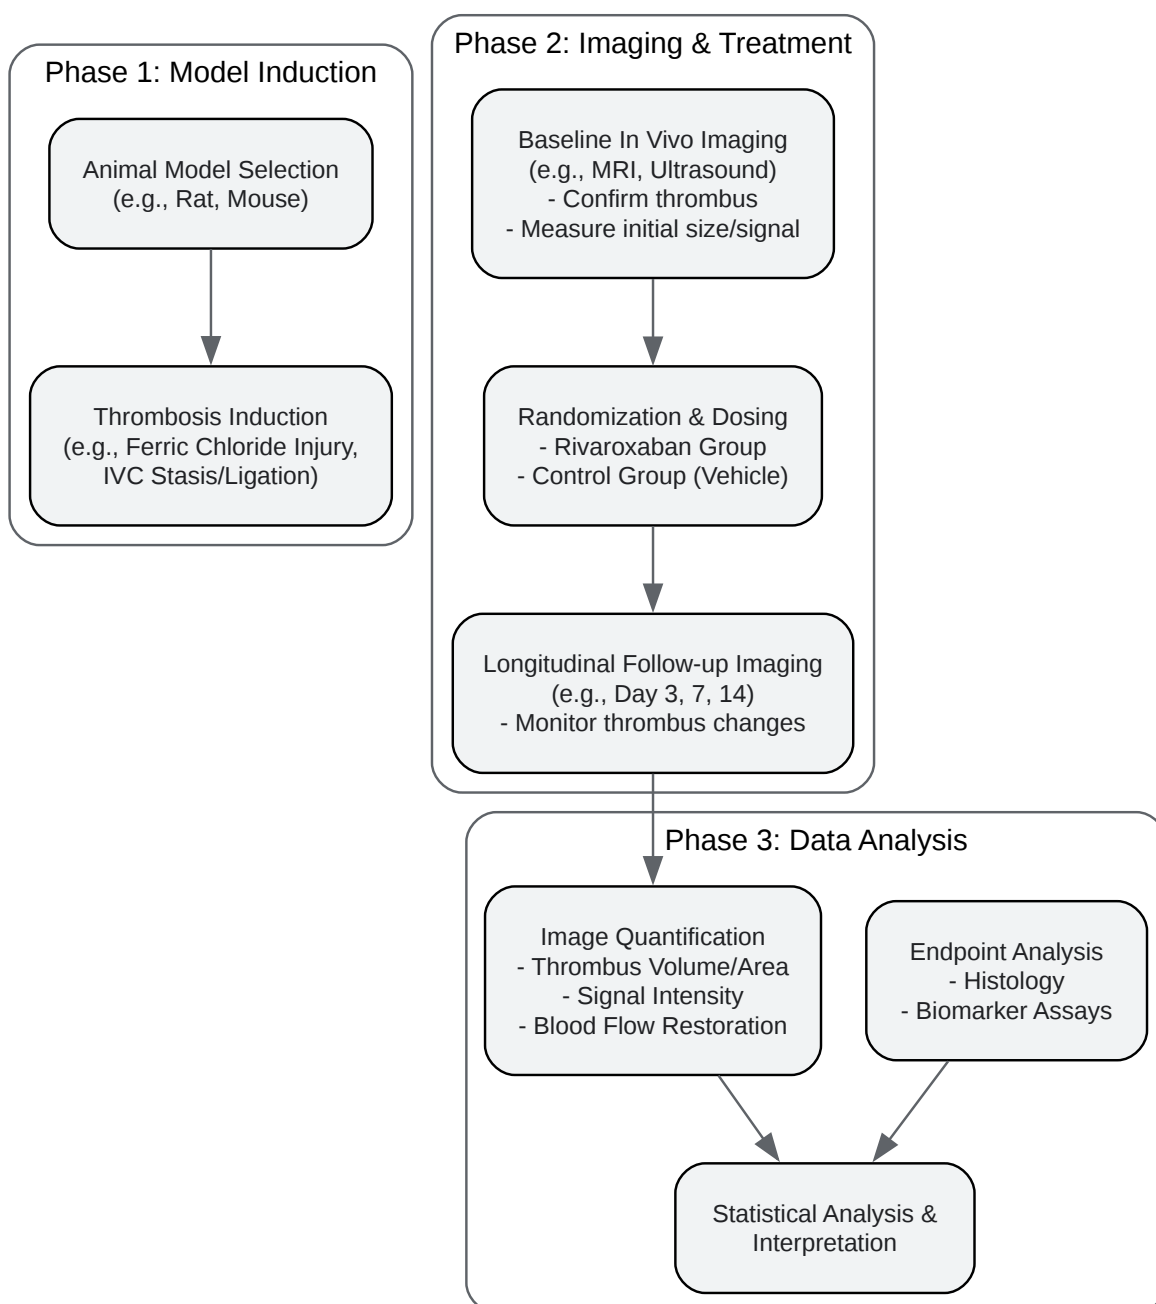 Phase 1: Model Induction
Animal Model Selection
(e.g., Rat, Mouse)
Thrombosis Induction
(e.g., Ferric Chloride Injury,
IVC Stasis/Ligation)
Phase 2: Imaging & Treatment
Baseline In Vivo Imaging
(e.g., MRI, Ultrasound)
- Confirm thrombus
- Measure initial size/signal
Randomization & Dosing
- Rivaroxaban Group
- Control Group (Vehicle)
Longitudinal Follow-up Imaging
(e.g., Day 3, 7, 14)
- Monitor thrombus changes
Phase 3: Data Analysis
Image Quantification
- Thrombus Volume/Area
- Signal Intensity
- Blood Flow Restoration
Endpoint Analysis
- Histology
- Biomarker Assays
Statistical Analysis &
Interpretation